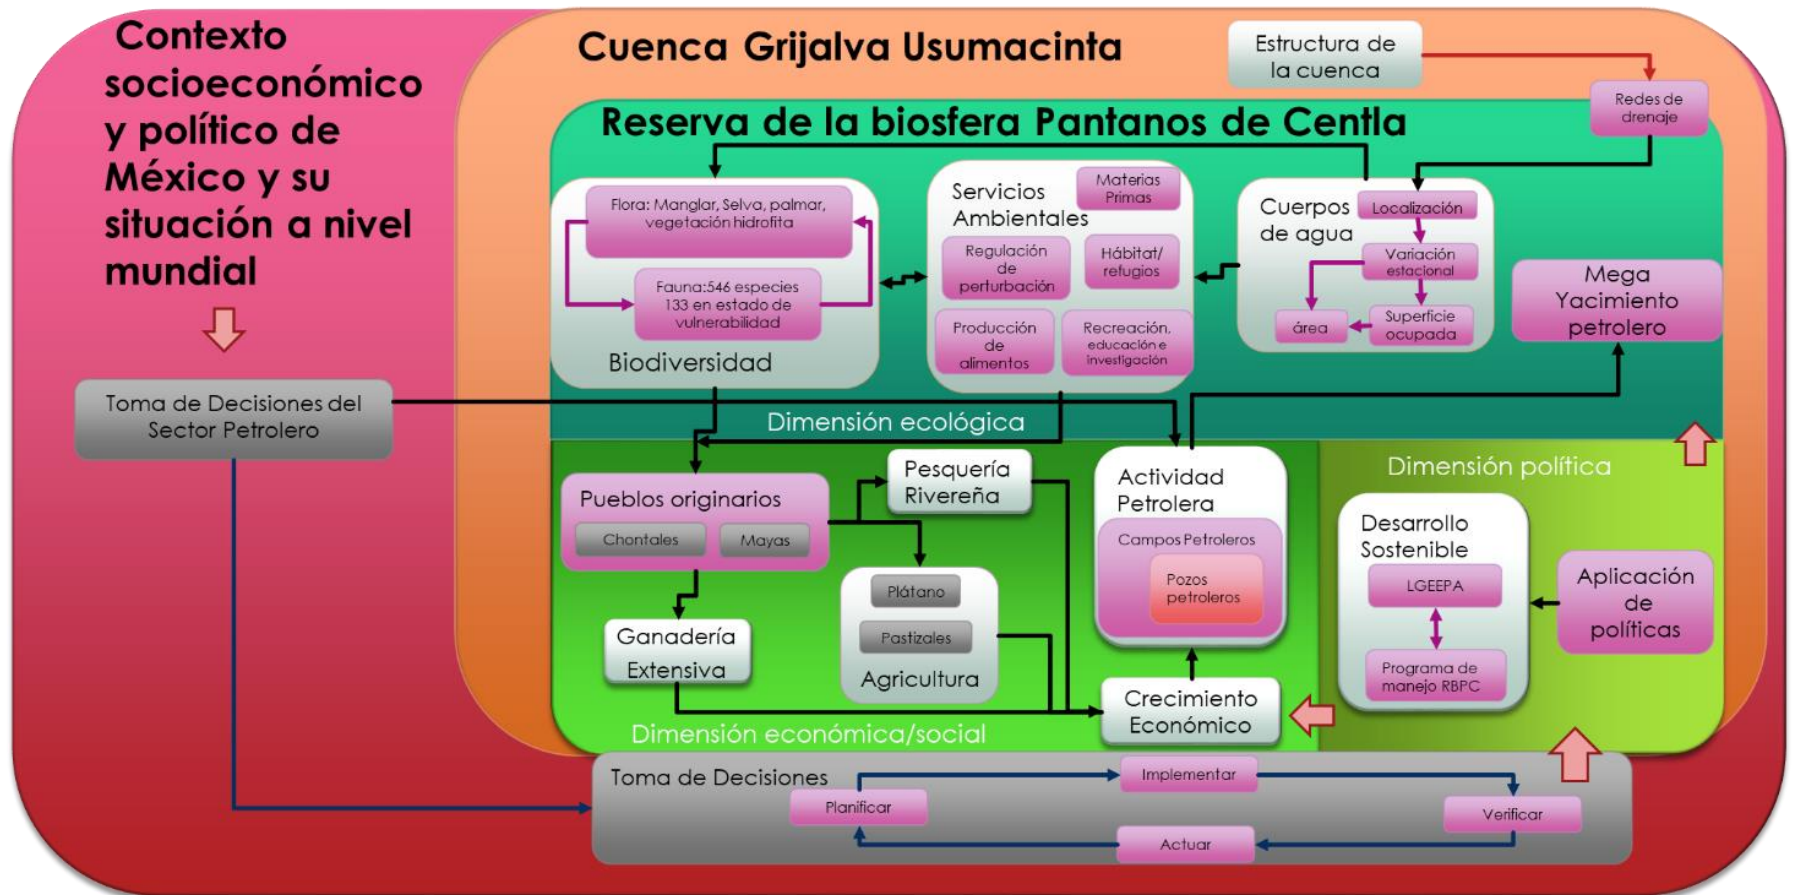 Contexto
socioeconómico
y político de
México y su
situación a nivel
mundial
Toma de Decisiones del
Sector Petrolero
Cuenca Grijalva Usumacinta
Estructura de
la cuenca
Redes de
drenaje
Reserva de la biosfera Pantanos de Centla
Flora: Manglar, Selva, palmar,
vegetación hidrofita
Fauna:546 especies
133 en estado de
vulnerabilidad
Biodiversidad
Servicios
Ambientales
Materias
Primas
Regulación
de
perturbación
Hábitat/
refugios
Producción
de
alimentos
Recreación,
educación e
investigación
Cuerpos
de agua
Localización
Variación
estacional
área
Superficie
ocupada
Mega
Yacimiento
petrolero
Dimensión ecológica
Pueblos originarios
Chontales
Mayas
Pesquería
Rivereña
Ganadería
Extensiva
Plátano
Pastizales
Agricultura
Actividad
Petrolera
Campos Petroleros
Pozos
petroleros
Crecimiento
Económico
Dimensión económica/social
Dimensión política
Desarrollo
Sostenible
LGEEPA
Programa de
manejo RBPC
Aplicación
de
políticas
Toma de Decisiones
Planificar
Implementar
Verificar
Actuar